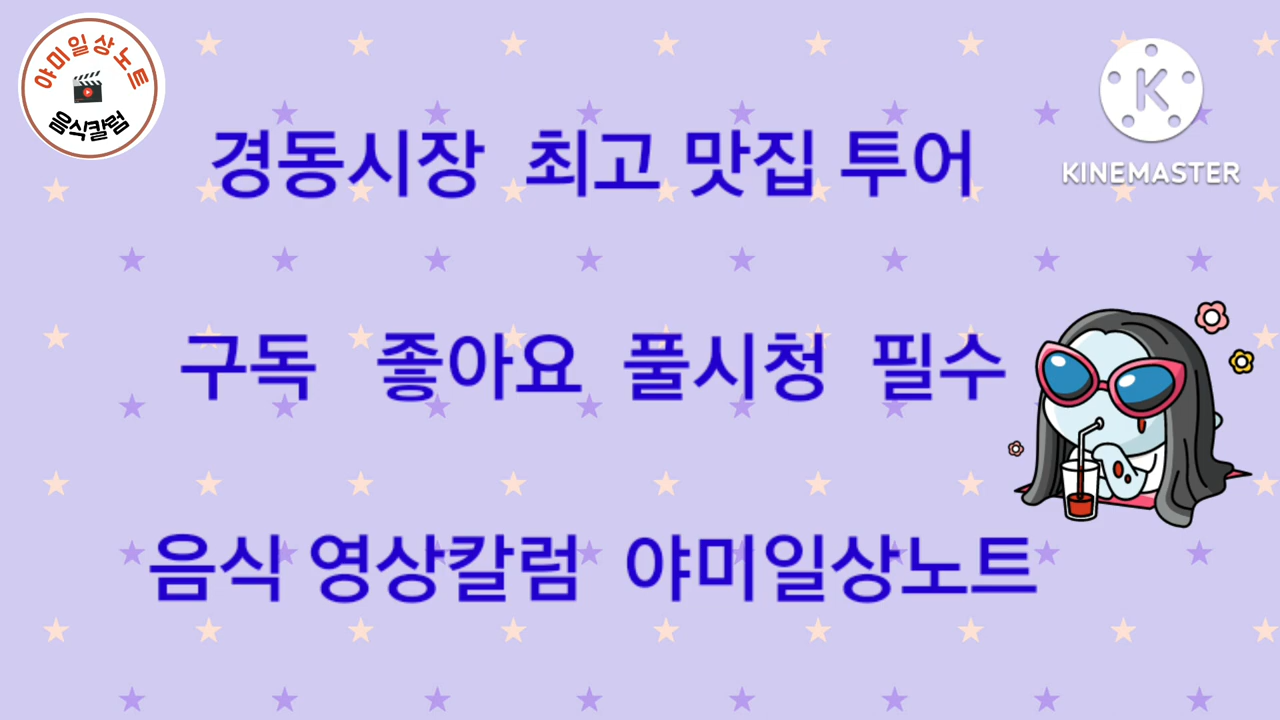 야미일상노트
음식칼럼
K
KINEMASTER
경동시장 최고 맛집 투어
구독 좋아요 풀시청 필수
음식 영상칼럼 야미일상노트